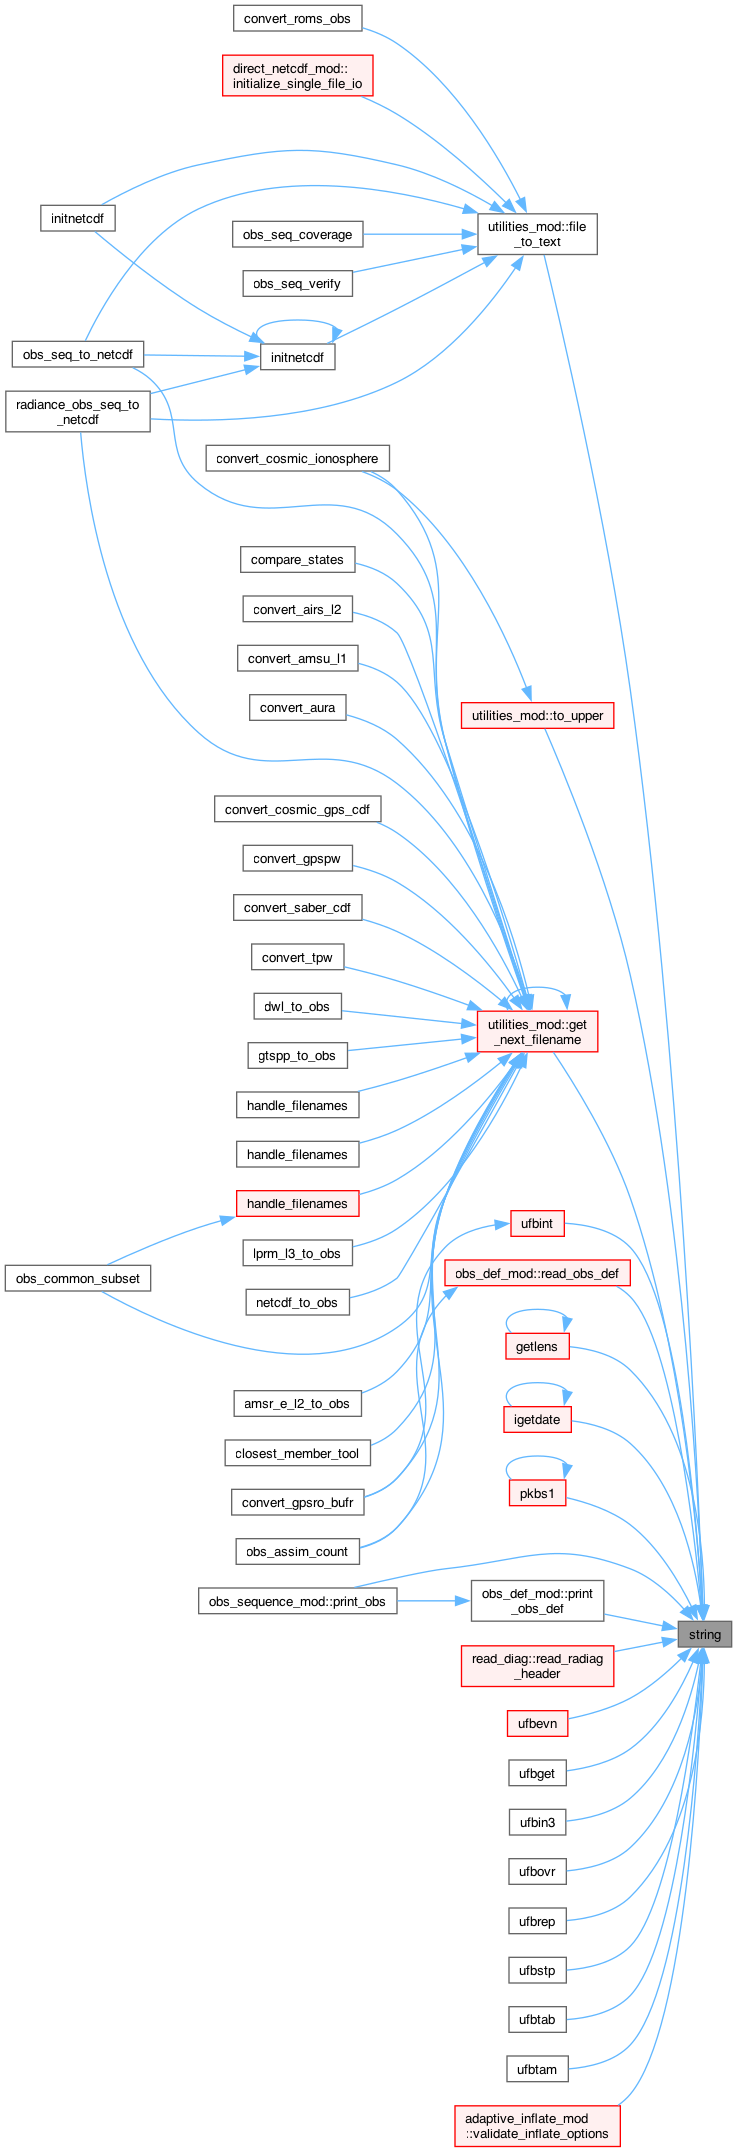 convert_roms_obs
direct_netcdf_mod::
initialize_single_file_io
initnetcdf
utilities_mod::file
_to_text
obs_seq_coverage
obs_seq_verify
obs_seq_to_netcdf
initnetcdf
radiance_obs_seq_to
_netcdf
convert_cosmic_ionosphere
compare_states
convert_airs_l2
convert_amsu_l1
convert_aura
utilities_mod::to_upper
convert_cosmic_gps_cdf
convert_gpspw
convert_saber_cdf
convert_tpw
dwl_to_obs
utilities_mod::get
_next_filename
gtspp_to_obs
handle_filenames
handle_filenames
handle_filenames
ufbint
lprm_l3_to_obs
obs_common_subset
obs_def_mod::read_obs_def
netcdf_to_obs
getlens
amsr_e_l2_to_obs
igetdate
closest_member_tool
convert_gpsro_bufr
pkbs1
obs_assim_count
obs_sequence_mod::print_obs
obs_def_mod::print
_obs_def
string
read_diag::read_radiag
_header
ufbevn
ufbget
ufbin3
ufbovr
ufbrep
ufbstp
ufbtab
ufbtam
adaptive_inflate_mod
::validate_inflate_options